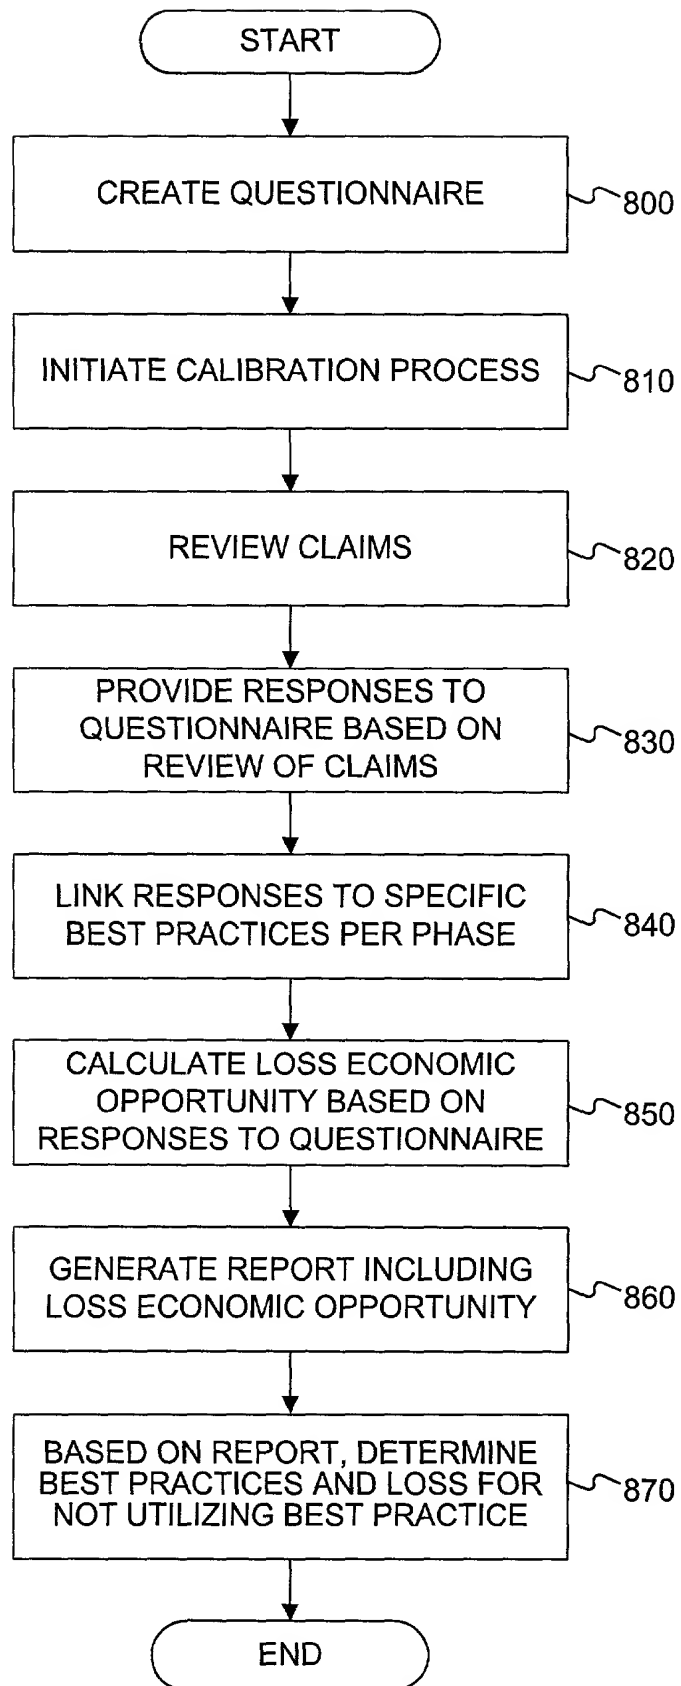 START
CREATE QUESTIONNAIRE
800
INITIATE CALIBRATION PROCESS
810
REVIEW CLAIMS
820
PROVIDE RESPONSES TO
QUESTIONNAIRE BASED ON
REVIEW OF CLAIMS
830
LINK RESPONSES TO SPECIFIC
BEST PRACTICES PER PHASE
840
CALCULATE LOSS ECONOMIC
OPPORTUNITY BASED ON
RESPONSES TO QUESTIONNAIRE
850
GENERATE REPORT INCLUDING
LOSS ECONOMIC OPPORTUNITY
860
BASED ON REPORT, DETERMINE
BEST PRACTICES AND LOSS FOR
NOT UTILIZING BEST PRACTICE
870
END